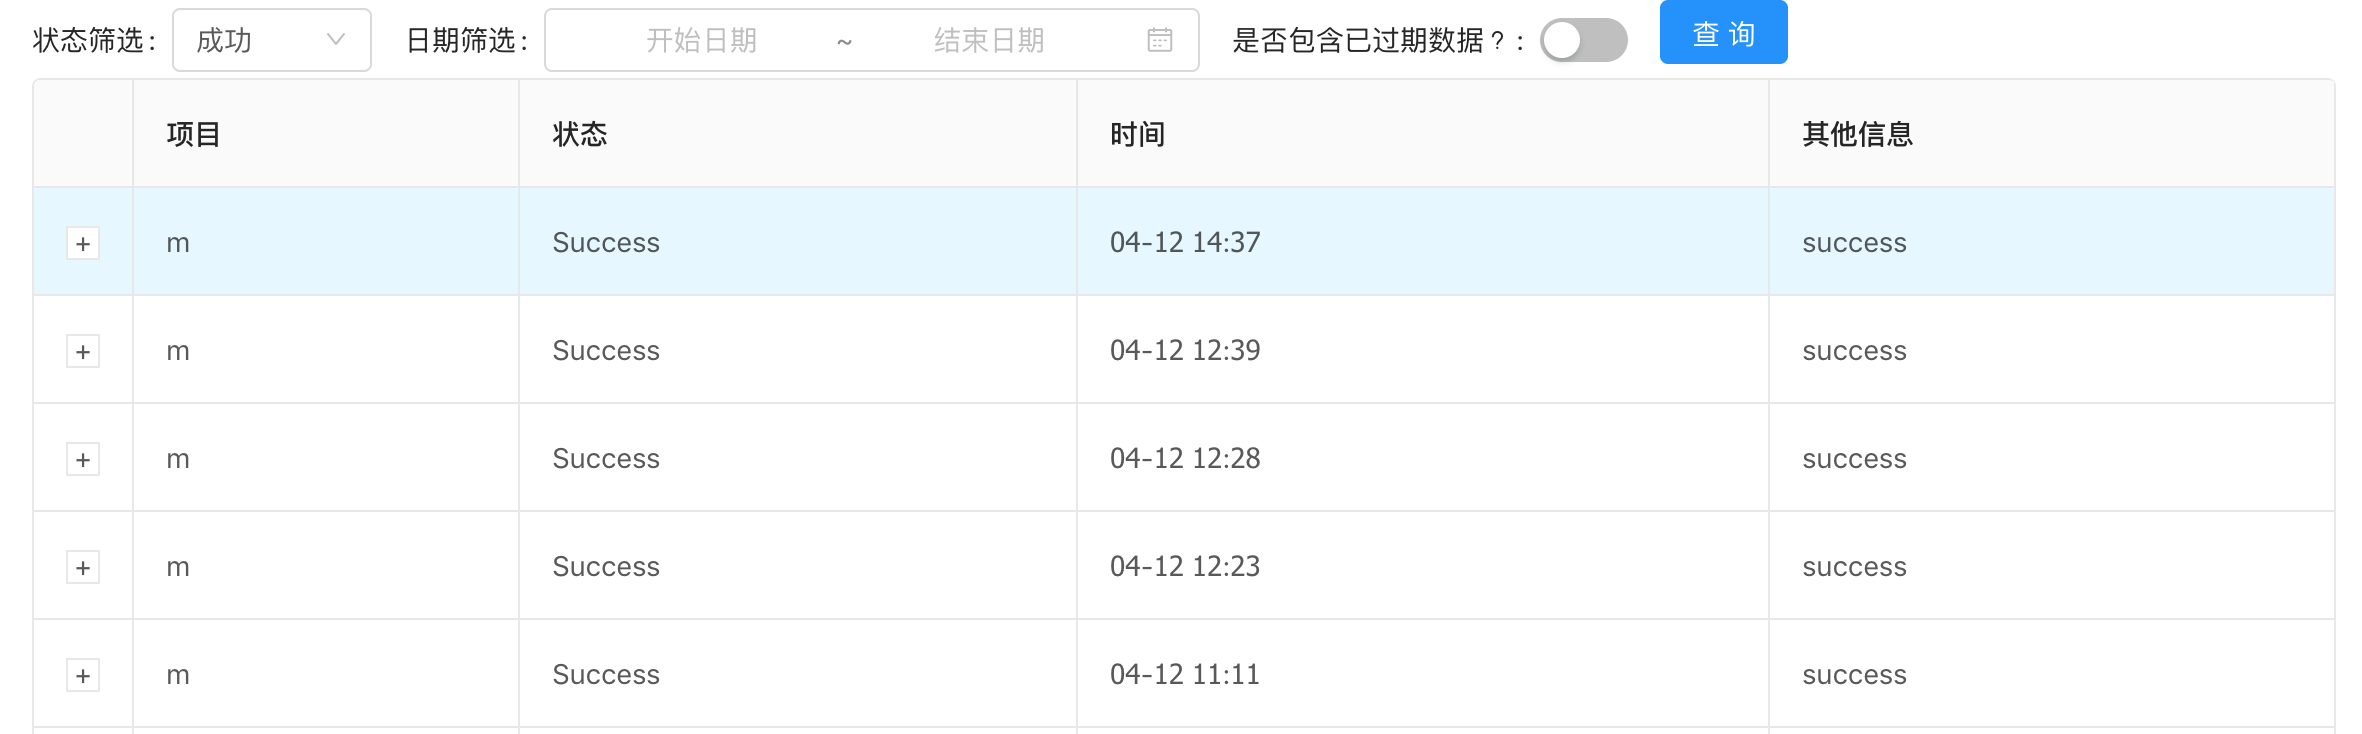 状态筛选： 成功 日期筛选： 开始日期 ~ 结束日期 是否包含已过期数据？： 查 询
项目 状态 时间 其他信息
+ m Success 04-12 14:37 success
+ m Success 04-12 12:39 success
+ m Success 04-12 12:28 success
+ m Success 04-12 12:23 success
+ m Success 04-12 11:11 success